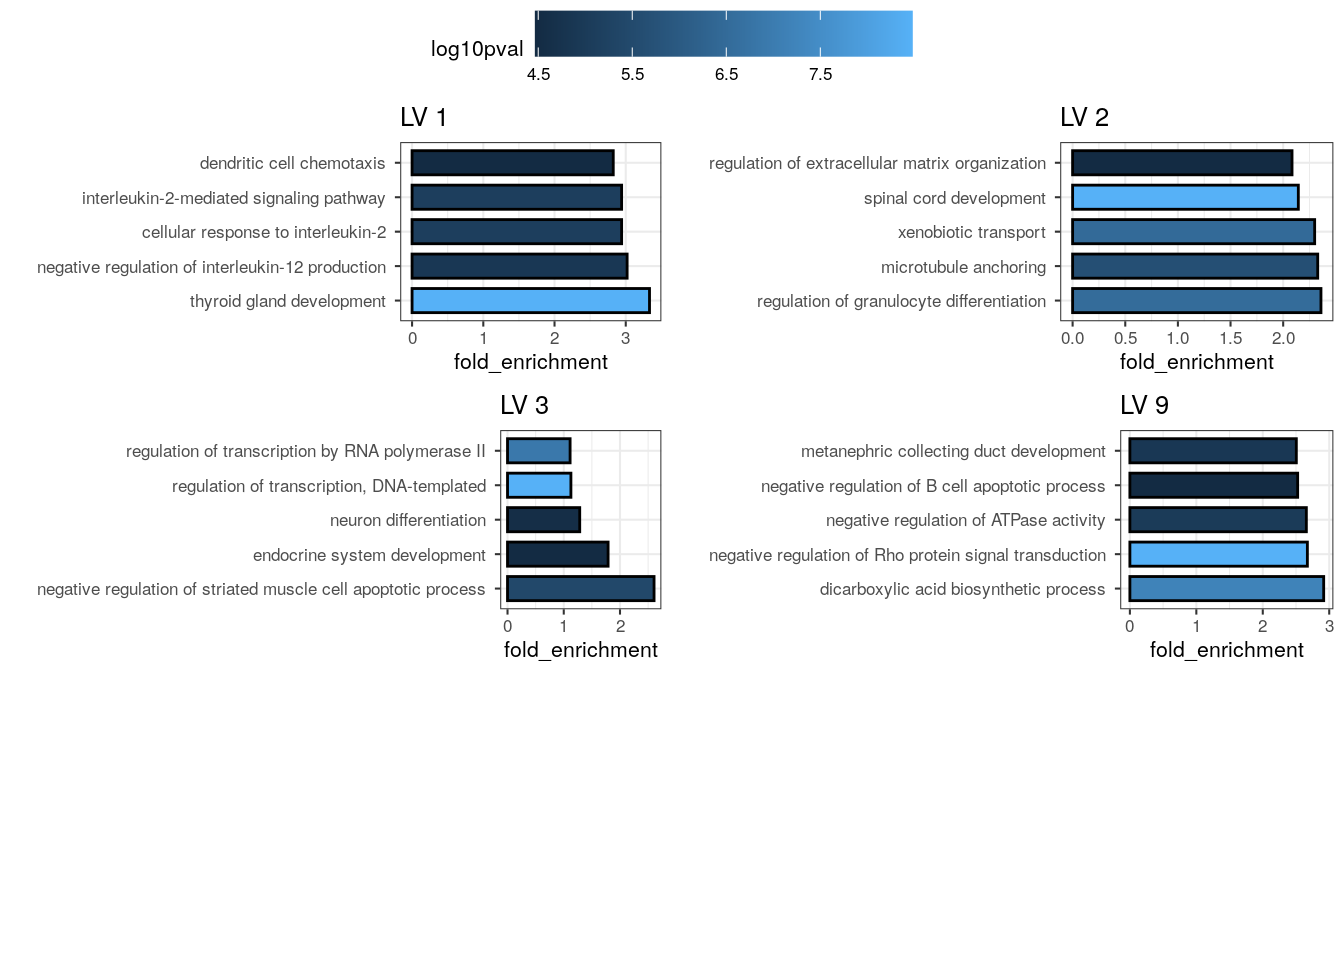 log10pval
4.5 5.5 6.5 7.5
LV 1
dendritic cell chemotaxis
interleukin-2-mediated signaling pathway
cellular response to interleukin-2
negative regulation of interleukin-12 production
thyroid gland development
0 1 2 3
fold_enrichment
LV 2
regulation of extracellular matrix organization
spinal cord development
xenobiotic transport
microtubule anchoring
regulation of granulocyte differentiation
0.0 0.5 1.0 1.5 2.0
fold_enrichment
LV 3
regulation of transcription by RNA polymerase II
regulation of transcription, DNA-templated
neuron differentiation
endocrine system development
negative regulation of striated muscle cell apoptotic process
0 1 2
fold_enrichment
LV 9
metanephric collecting duct development
negative regulation of B cell apoptotic process
negative regulation of ATPase activity
negative regulation of Rho protein signal transduction
dicarboxylic acid biosynthetic process
0 1 2 3
fold_enrichment